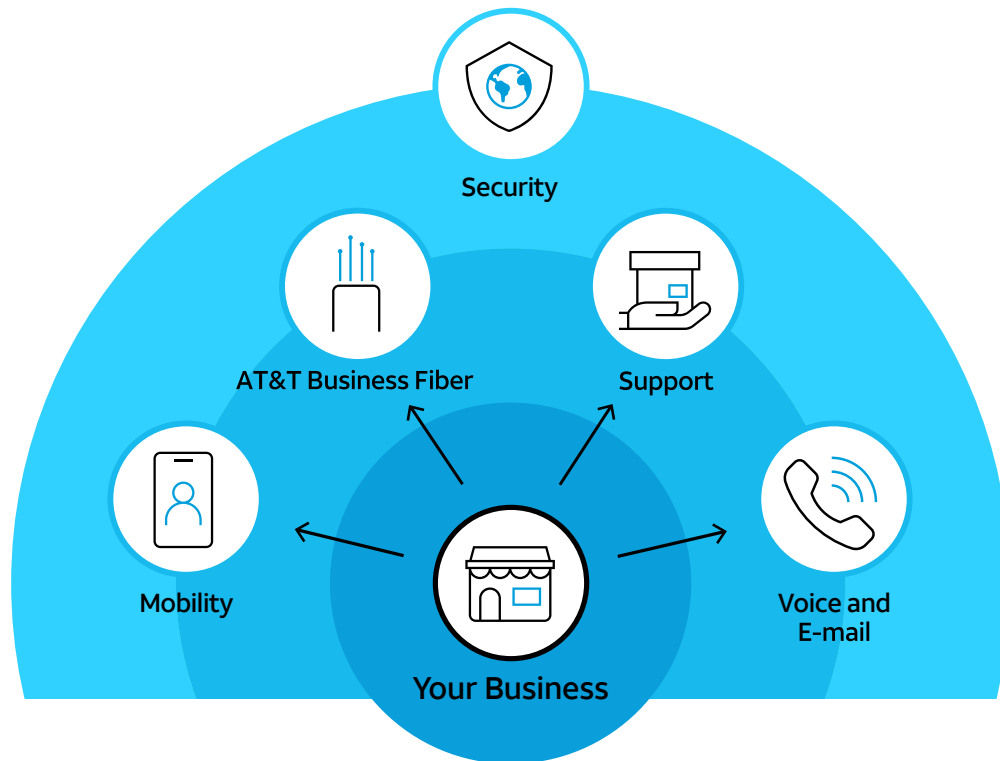 Security
AT&T Business Fiber
Support
Mobility
Voice and
E-mail
Your Business